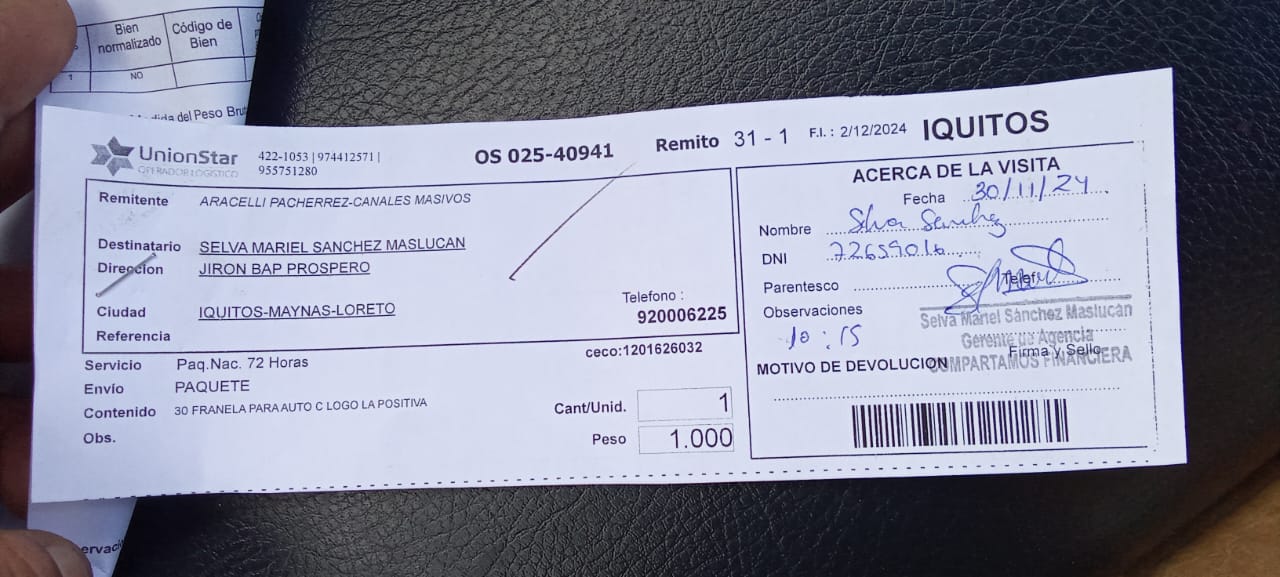 Bien normalizado
Código de Bien
1
NO
del Peso Brut
UnionStar
OPERADOR LOGISTICO
422-1053 | 974412571 |
955751280
OS 025-40941
Remito 31 - 1
F.I. : 2/12/2024
IQUITOS
Remitente ARACELLI PACHERREZ-CANALES MASIVOS
Destinatario SELVA MARIEL SANCHEZ MASLUCAN
Direccion JIRON BAP PROSPERO
Ciudad IQUITOS-MAYNAS-LORETO
Telefono :
920006225
Referencia
Servicio Paq.Nac. 72 Horas
ceco:1201626032
Envío PAQUETE
Contenido 30 FRANELA PARA AUTO C LOGO LA POSITIVA
Cant/Unid. 1
Obs.
Peso 1.000
ACERCA DE LA VISITA
Fecha 30/11/24
Nombre Sanchez
DNI
Parentesco
Telef
Observaciones
10:15
Selva Mariel Sánchez Maslucán
Gerente de Agencia
Firma y Sello
COMPARTAMOS FINANCIERA
MOTIVO DE DEVOLUCION